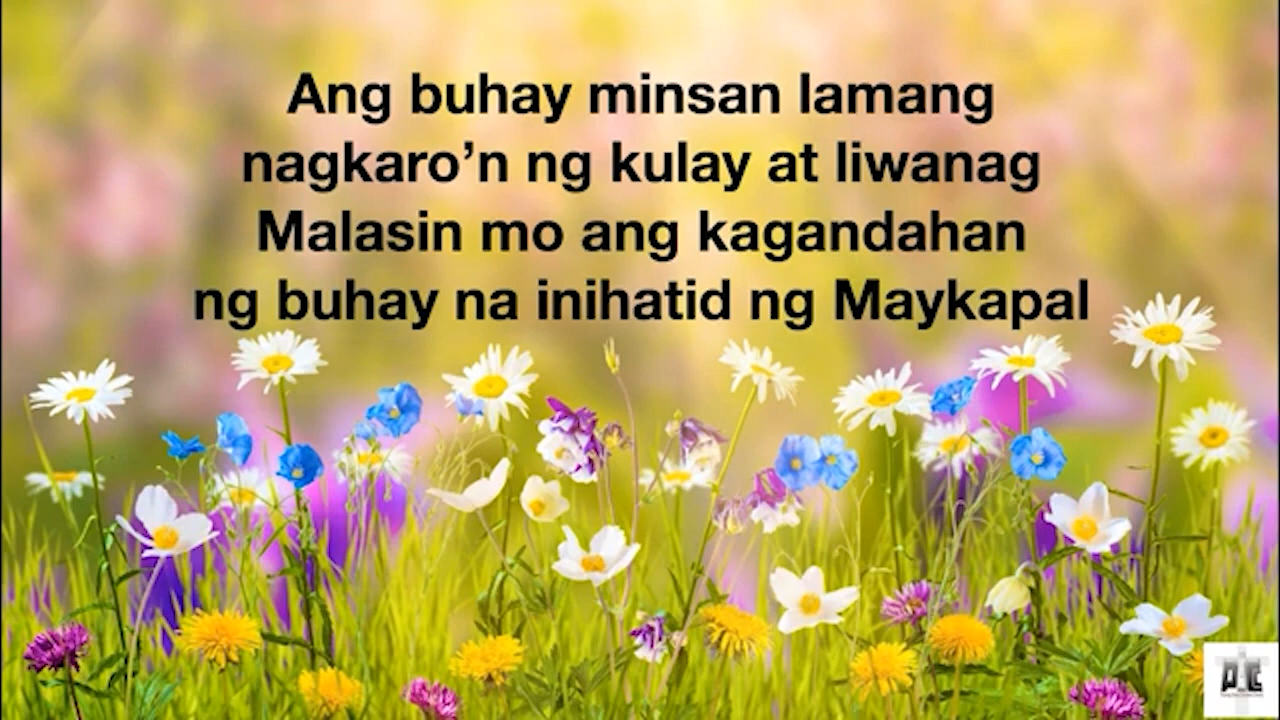 Ang buhay minsan lamang
nagkaro’n ng kulay at liwanag
Malasin mo ang kagandahan
ng buhay na inihatid ng Maykapal